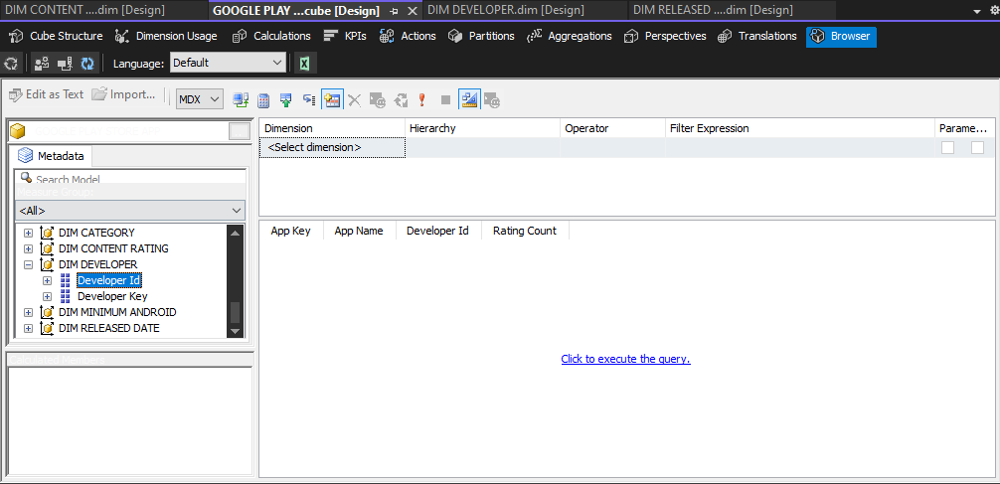 DIM CONTENT ....dim [Design]
GOOGLE PLAY ...cube [Design]
DIM DEVELOPER.dim [Design]
DIM RELEASED ....dim [Design]
Cube Structure
Dimension Usage
Calculations
KPIs
Actions
Partitions
Aggregations
Perspectives
Translations
Browser
Language:
Default
Edit as Text
Import...
MDX
Metadata
Search Model
Measure Group:
<All>
DIM CATEGORY
DIM CONTENT RATING
DIM DEVELOPER
Developer Id
Developer Key
DIM MINIMUM ANDROID
DIM RELEASED DATE
Calculated Members
Dimension
Hierarchy
Operator
Filter Expression
Parame...
<Select dimension>
App Key
App Name
Developer Id
Rating Count
Click to execute the query.